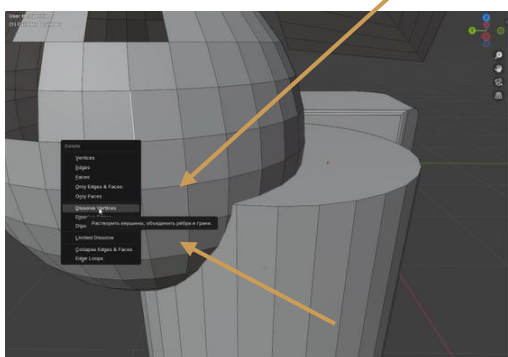 Delete
Vertices
Edges
Faces
Only Edges & Faces
Only Faces
Dissolve Vertices
Растворить вершины, объединить рёбра и грани.
Limited Dissolve
Collapse Edges & Faces
Edge Loops